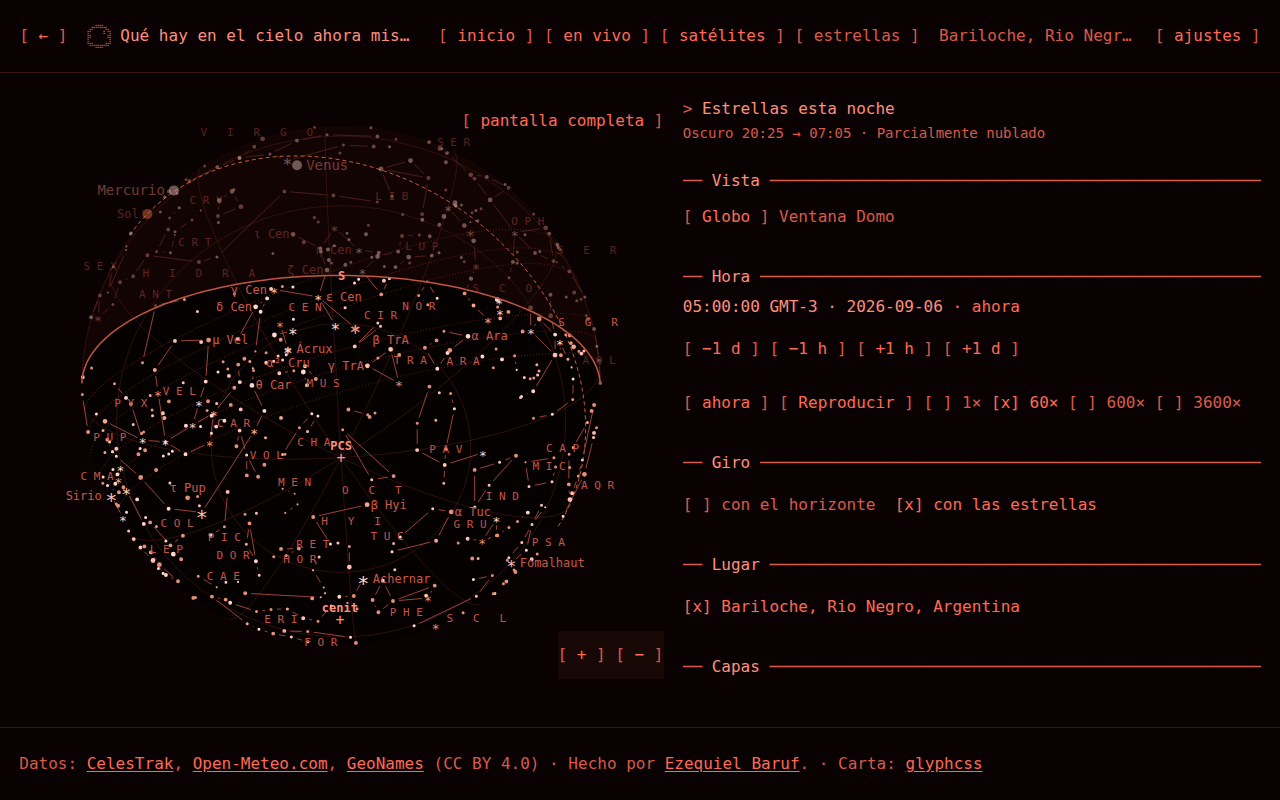 [ ← ] Qué hay en el cielo ahora mis… [ inicio ] [ en vivo ] [ satélites ] [ estrellas ] Bariloche, Rio Negr… [ ajustes ]
[ pantalla completa ]
V I R G O
S E R
Venus
Mercurio
L I B
C R V
Sol
O P H
ι Cen
C R T
η Cen
L U P
S E R
S E X
H I D R A
ζ Cen
S
S C O
A N T
γ Cen
ε Cen
δ Cen
C E N
N O R
C I R
S G R
μ Vel
β TrA
α Ara
Acrux
T R A
A R A
A Q L
α¹ Cru
γ TrA
θ Car
M U S
V E L
P Y X
C A R
P U P
C H A
PCS
+
V O L
P A V
C A P
M I C
C M A
M E N
τ Pup
O C T
I N D
A Q R
Sirio
β Hyi
α Tuc
C O L
H Y I
G R U
P I C
T U C
P S A
L E P
D O R
R E T
H O R
Fomalhaut
C A E
Achernar
cenit
+
P H E
E R I
S C L
F O R
[ + ] [ − ]
> Estrellas esta noche
Oscuro 20:25 → 07:05 · Parcialmente nublado
Vista
[ Globo ] Ventana Domo
Hora
05:00:00 GMT-3 · 2026-09-06 · ahora
[ −1 d ] [ −1 h ] [ +1 h ] [ +1 d ]
[ ahora ] [ Reproducir ] [ ] 1× [x] 60× [ ] 600× [ ] 3600×
Giro
[ ] con el horizonte [x] con las estrellas
Lugar
[x] Bariloche, Rio Negro, Argentina
Capas
Datos: CelesTrak, Open-Meteo.com, GeoNames (CC BY 4.0) · Hecho por Ezequiel Baruf. · Carta: glyphcss